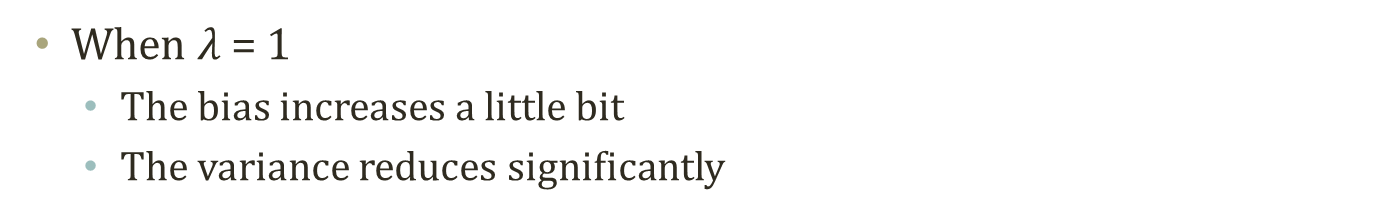 • When λ = 1
• The bias increases a little bit
• The variance reduces significantly